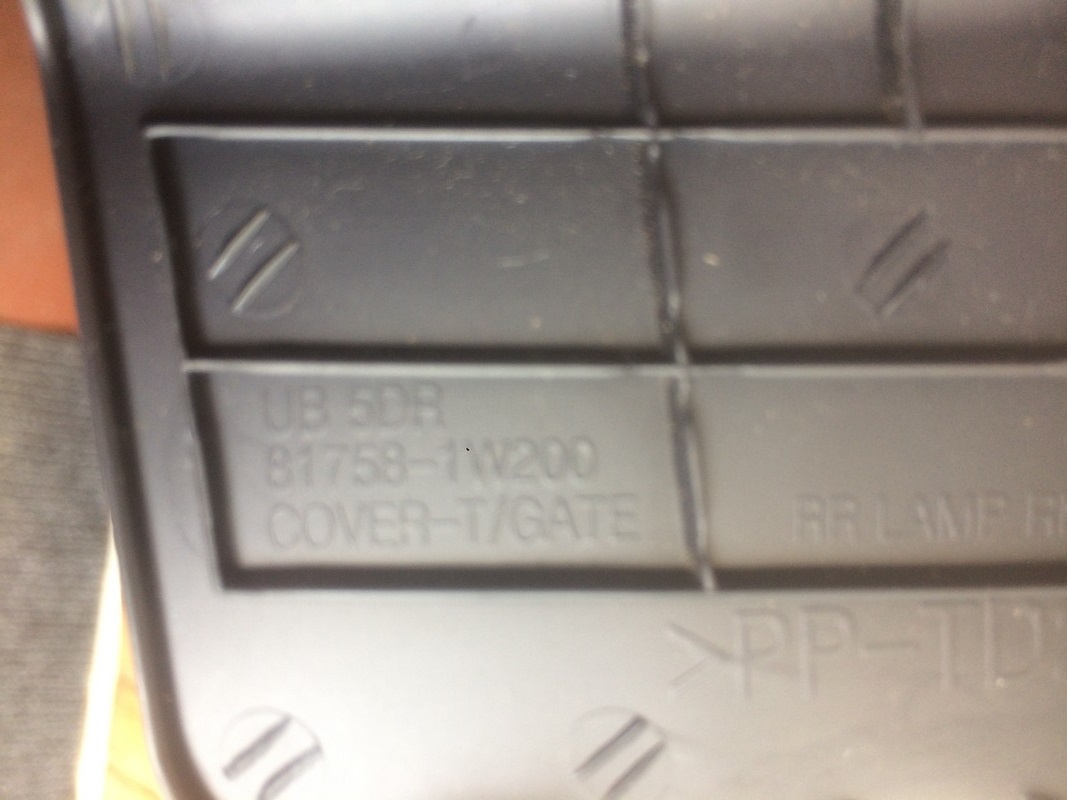 UB 5DR
81758-1W200
COVER-T/GATE
RR LAMP
>PP-TD